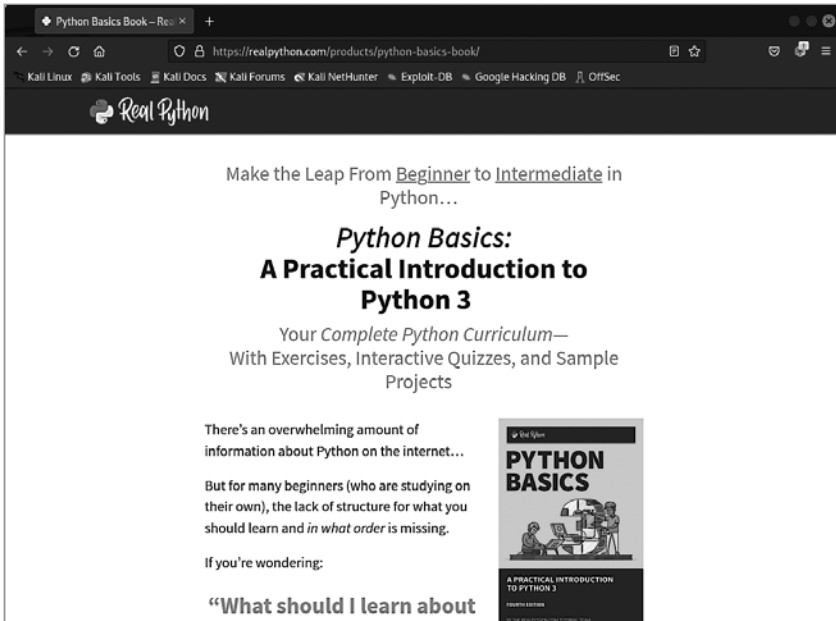 Python Basics Book – Rea
https://realpython.com/products/python-basics-book/
Kali Linux Kali Tools Kali Docs Kali Forums Kali NetHunter Exploit-DB Google Hacking DB OffSec
Real Python
Make the Leap From Beginner to Intermediate in
Python...
Python Basics:
A Practical Introduction to
Python 3
Your Complete Python Curriculum—
With Exercises, Interactive Quizzes, and Sample
Projects
There's an overwhelming amount of
information about Python on the internet...
But for many beginners (who are studying on
their own), the lack of structure for what you
should learn and in what order is missing.
If you're wondering:
“What should I learn about
Real Python
PYTHON
BASICS
3
A PRACTICAL INTRODUCTION
TO PYTHON 3
FOURTH EDITION